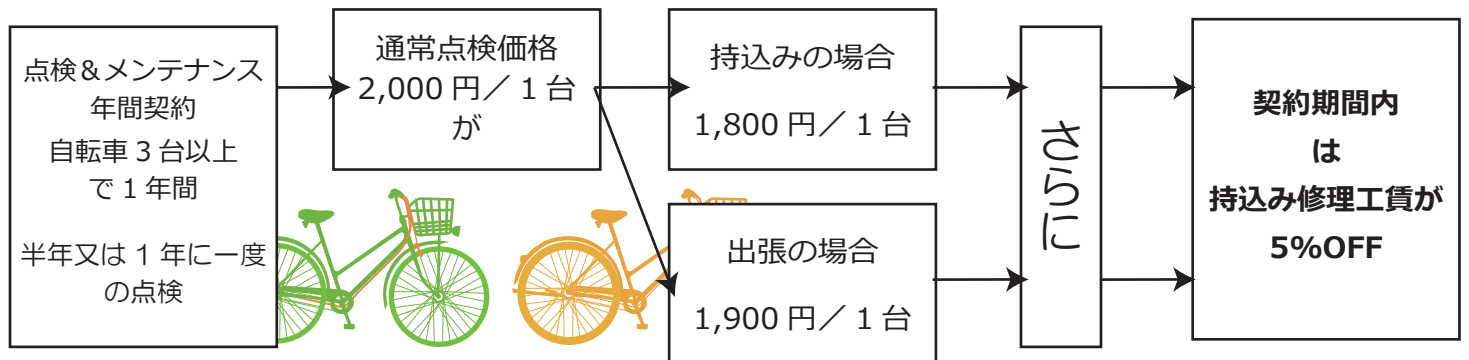 点検＆メンテナンス
年間契約
自転車 3 台以上
で 1 年間
半年又は 1 年に一度
の点検
通常点検価格
2,000 円／ 1 台
が
持込みの場合
1,800 円／ 1 台
出張の場合
1,900 円／ 1 台
さらに
契約期間内
は
持込み修理工賃が
5%OFF